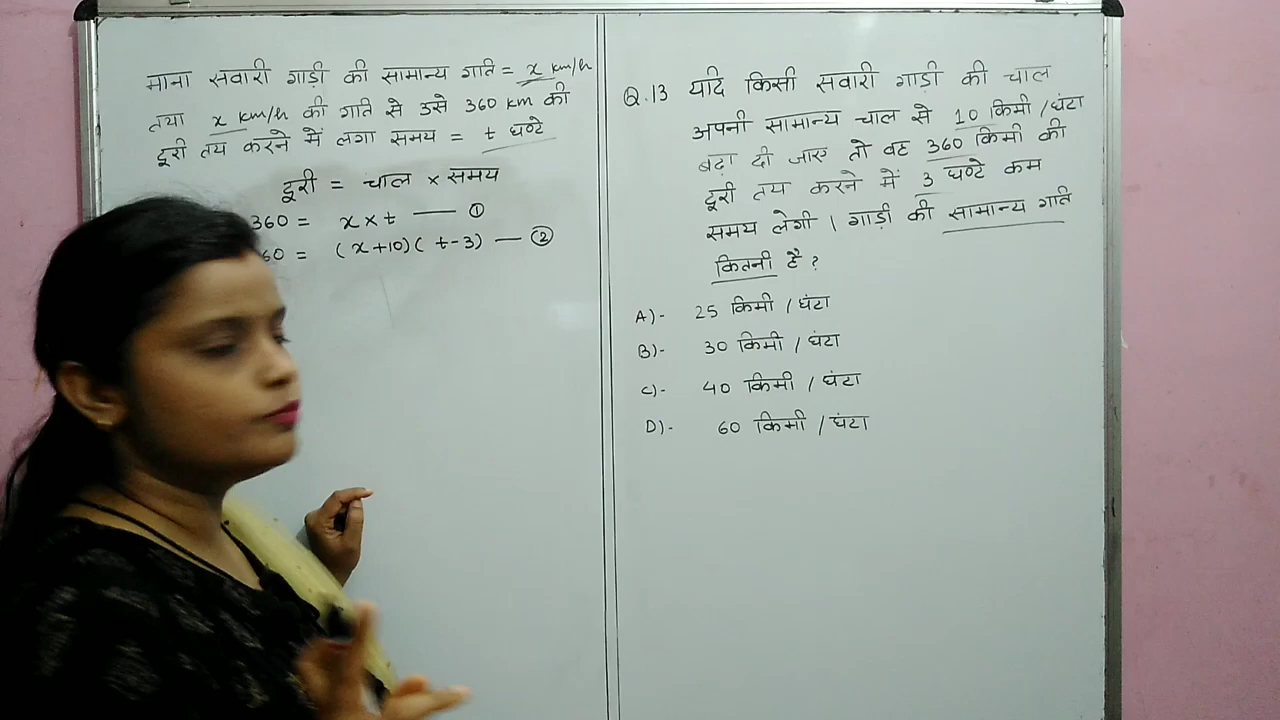 माना सवारी गाड़ी की सामान्य गति = x km/h
तथा x km/h की गति से उसे 360 km की
दूरी तय करने में लगा समय = t घण्टे
दूरी = चाल × समय
360 = x × t — ①
60 = (x+10)(t-3) — ②
Q.13 यदि किसी सवारी गाड़ी की चाल
अपनी सामान्य चाल से 10 किमी/घंटा
बढ़ा दी जाए तो वह 360 किमी की
दूरी तय करने में 3 घण्टे कम
समय लेगी। गाड़ी की सामान्य गति
कितनी है?
A)- 25 किमी/घंटा
B)- 30 किमी/घंटा
C)- 40 किमी/घंटा
D)- 60 किमी/घंटा